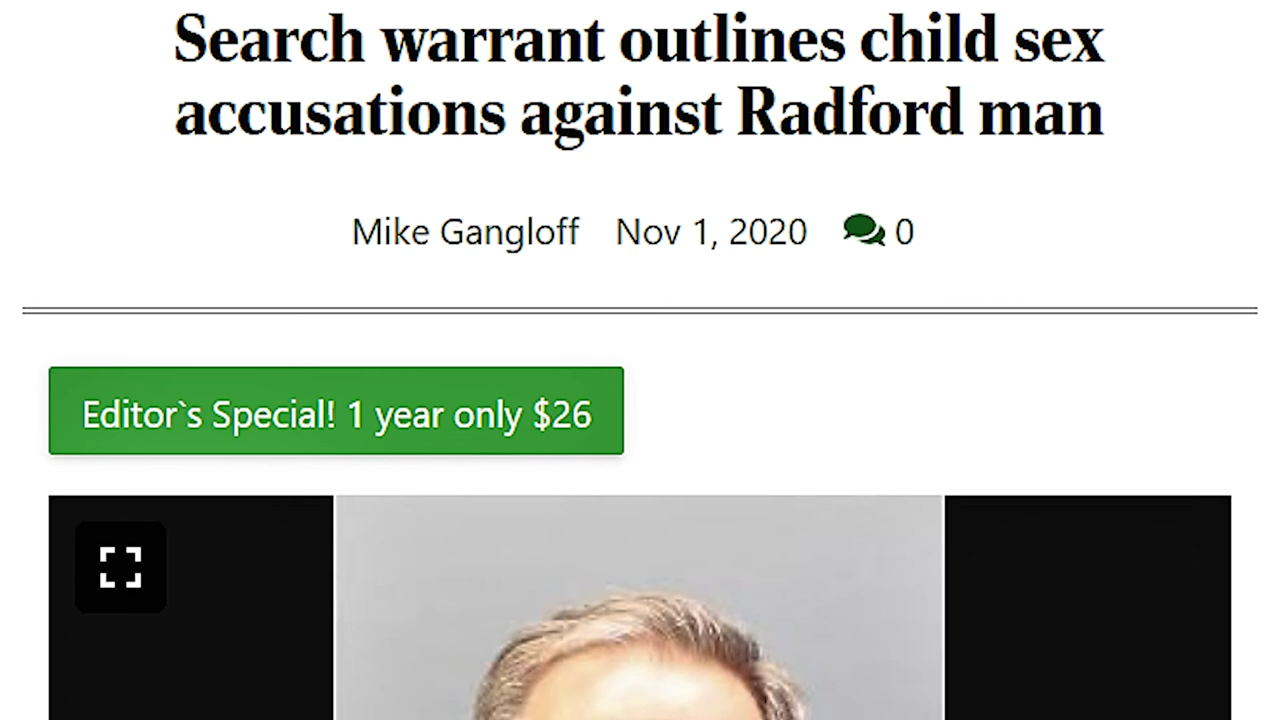 Search warrant outlines child sex
accusations against Radford man
Mike Gangloff Nov 1, 2020 0
Editor`s Special! 1 year only $26